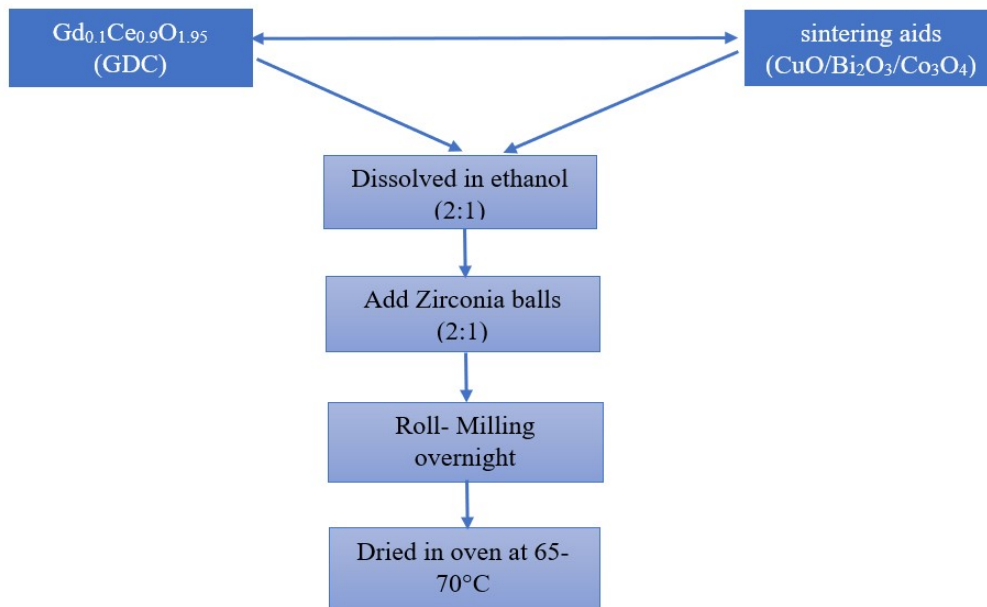 Gd₀.₁Ce₀.₉O₁.₉₅
(GDC)
sintering aids
(CuO/Bi₂O₃/Co₃O₄)
Dissolved in ethanol
(2:1)
Add Zirconia balls
(2:1)
Roll- Milling
overnight
Dried in oven at 65-
70°C